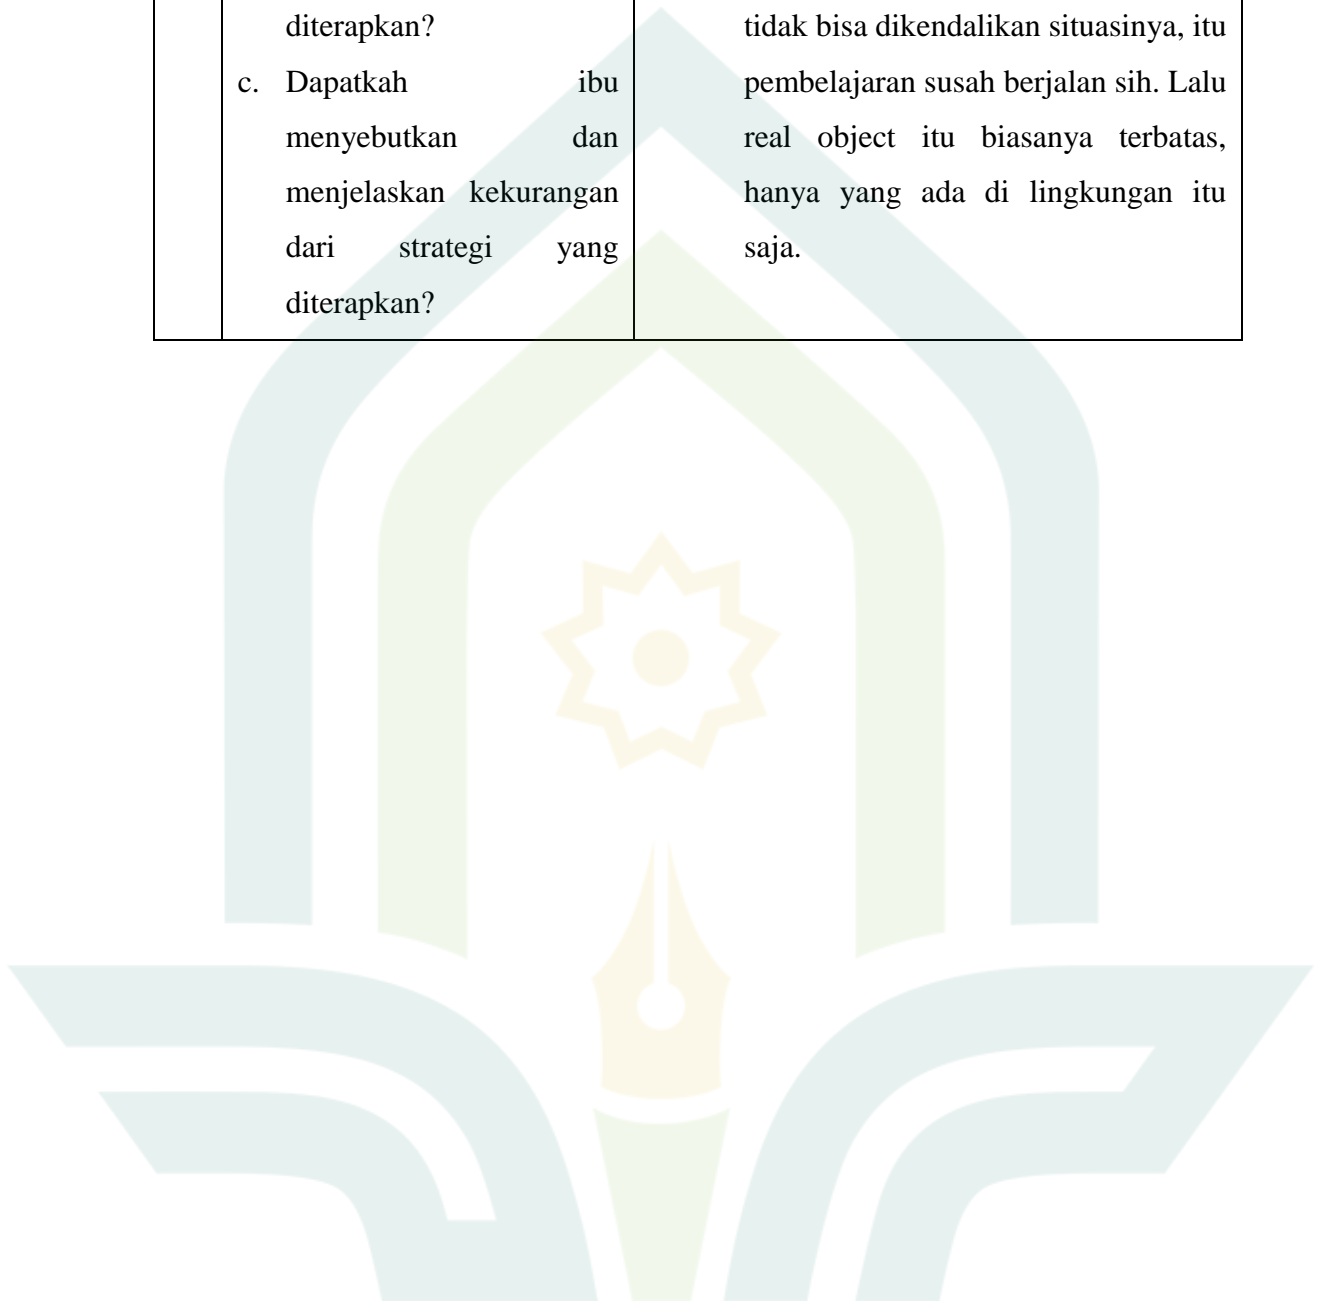 diterapkan?
c. Dapatkah ibu
menyebutkan dan
menjelaskan kekurangan
dari strategi yang
diterapkan?
tidak bisa dikendalikan situasinya, itu
pembelajaran susah berjalan sih. Lalu
real object itu biasanya terbatas,
hanya yang ada di lingkungan itu
saja.